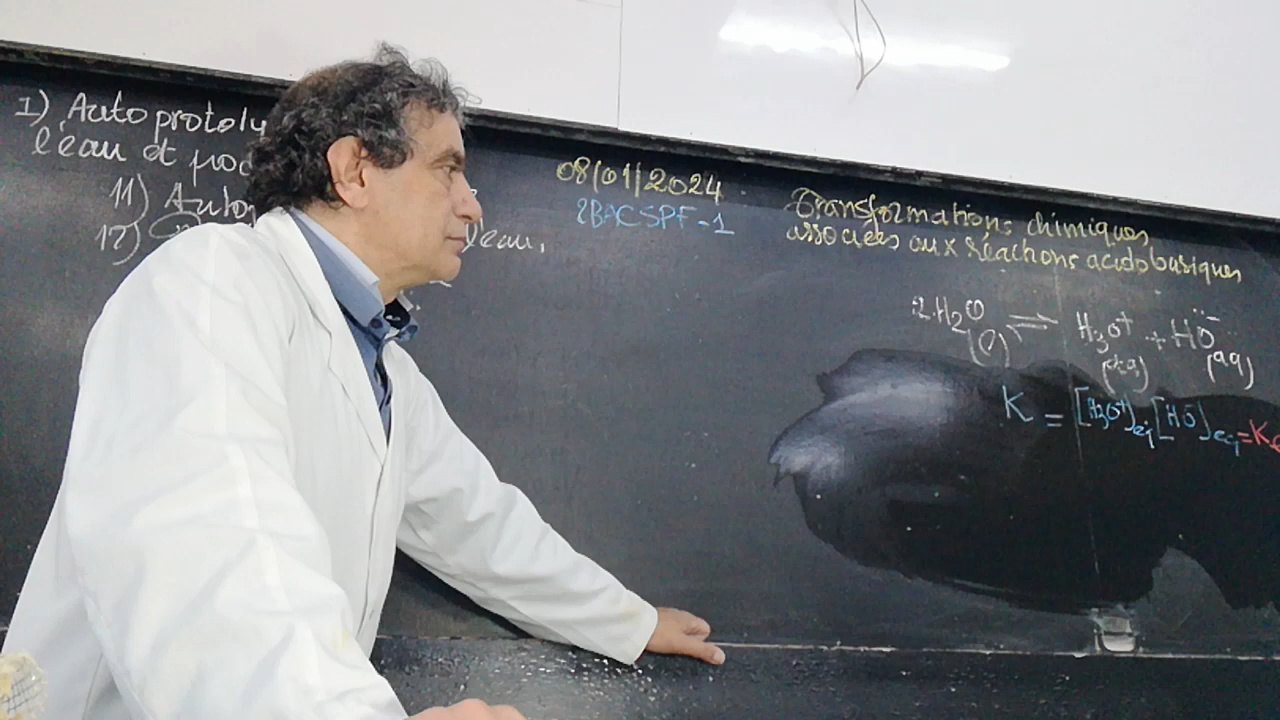 1) Autoprotoly
l'eau et
11) Autop
12) l'eau.
08/01/2024
2BACSPF-1
Transformations chimiques
associées aux réactions acidobasiques
2H₂O ⇌ H₃O⁺ + HO⁻
(l) (aq) (aq)
K = [H₃O⁺]éq [HO⁻]éq = Ke